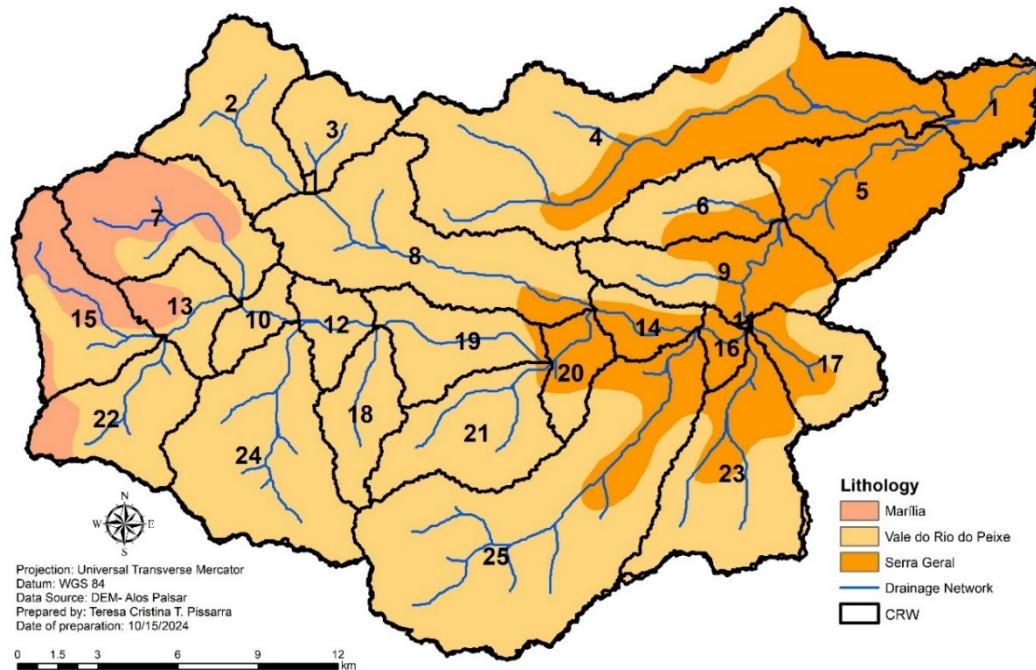 2
3
4
1
7
5
6
8
9
15
13
10
12
14
11
16
19
17
20
22
18
21
24
23
25
N
W E
S
Lithology
Marília
Vale do Rio do Peixe
Serra Geral
Drainage Network
CRW
Projection: Universal Transverse Mercator
Datum: WGS 84
Data Source: DEM- Alos Palsar
Prepared by: Teresa Cristina T. Pissarra
Date of preparation: 10/15/2024
0 1.5 3 6 9 12
km